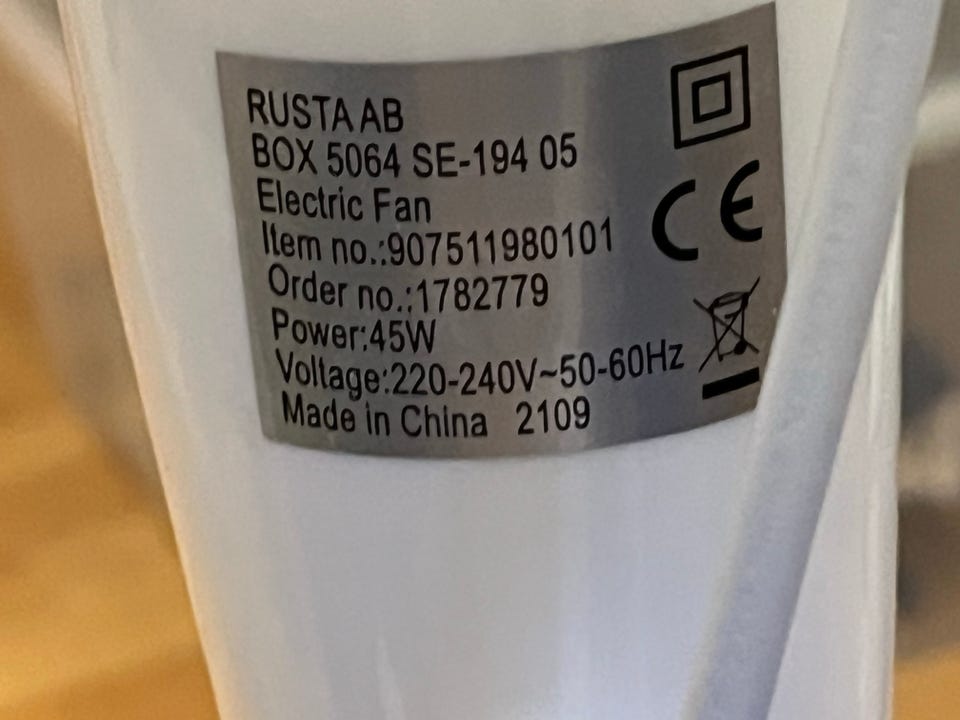 RUSTA AB
BOX 5064 SE-194 05
Electric Fan
Item no.:907511980101
Order no.:1782779
Power:45W
Voltage:220-240V~50-60Hz
Made in China 2109
CE